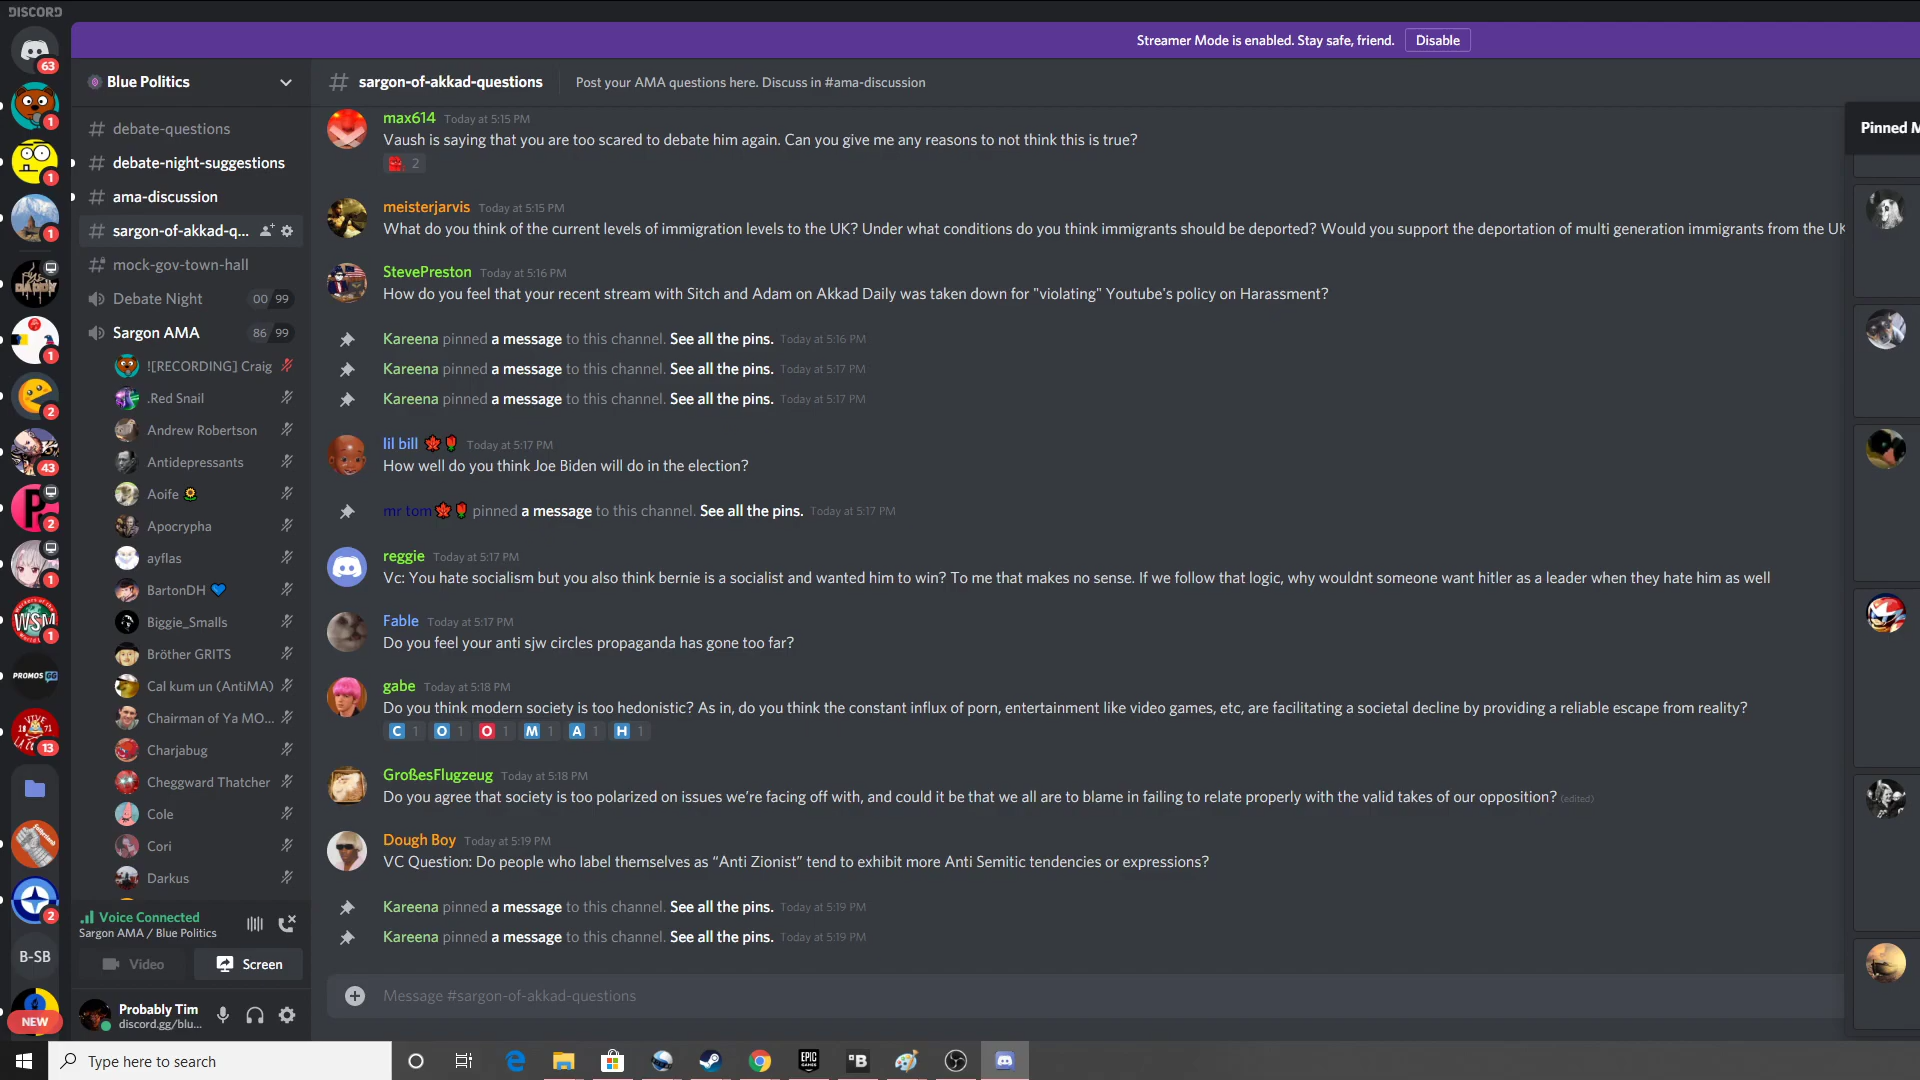 DISCORD
Streamer Mode is enabled. Stay safe, friend.
Disable
63
1
1
1
DADDY
1
2
43
2
1
WSM
1
PROMOSGG
13
2
B-SB
NEW
Blue Politics
debate-questions
debate-night-suggestions
ama-discussion
sargon-of-akkad-q...
mock-gov-town-hall
Debate Night 00 99
Sargon AMA 86 99
![RECORDING] Craig
.Red Snail
Andrew Robertson
Antidepressants
Aoife 🌻
Apocrypha
ayflas
BartonDH 💙
Biggie_Smalls
Bröther GRITS
Cal kum un (AntiMA)
Chairman of Ya MO...
Charjabug
Cheggward Thatcher
Cole
Cori
Darkus
Voice Connected
Sargon AMA / Blue Politics
Video
Screen
Probably Tim
discord.gg/blu...
# sargon-of-akkad-questions
Post your AMA questions here. Discuss in #ama-discussion
max614 Today at 5:15 PM
Vaush is saying that you are too scared to debate him again. Can you give me any reasons to not think this is true?
2
meisterjarvis Today at 5:15 PM
What do you think of the current levels of immigration levels to the UK? Under what conditions do you think immigrants should be deported? Would you support the deportation of multi generation immigrants from the UK
StevePreston Today at 5:16 PM
How do you feel that your recent stream with Sitch and Adam on Akkad Daily was taken down for "violating" Youtube's policy on Harassment?
Kareena pinned a message to this channel. See all the pins. Today at 5:16 PM
Kareena pinned a message to this channel. See all the pins. Today at 5:17 PM
Kareena pinned a message to this channel. See all the pins. Today at 5:17 PM
lil bill 🍁🌹 Today at 5:17 PM
How well do you think Joe Biden will do in the election?
mr tom🍁🌹 pinned a message to this channel. See all the pins. Today at 5:17 PM
reggie Today at 5:17 PM
Vc: You hate socialism but you also think bernie is a socialist and wanted him to win? To me that makes no sense. If we follow that logic, why wouldnt someone want hitler as a leader when they hate him as well
Fable Today at 5:17 PM
Do you feel your anti sjw circles propaganda has gone too far?
gabe Today at 5:18 PM
Do you think modern society is too hedonistic? As in, do you think the constant influx of porn, entertainment like video games, etc, are facilitating a societal decline by providing a reliable escape from reality?
C 1 O 1 O 1 M 1 A 1 H 1
GroßesFlugzeug Today at 5:18 PM
Do you agree that society is too polarized on issues we're facing off with, and could it be that we all are to blame in failing to relate properly with the valid takes of our opposition? (edited)
Dough Boy Today at 5:19 PM
VC Question: Do people who label themselves as “Anti Zionist” tend to exhibit more Anti Semitic tendencies or expressions?
Kareena pinned a message to this channel. See all the pins. Today at 5:19 PM
Kareena pinned a message to this channel. See all the pins. Today at 5:19 PM
Message #sargon-of-akkad-questions
Pinned M
Type here to search
EPIC GAMES
B